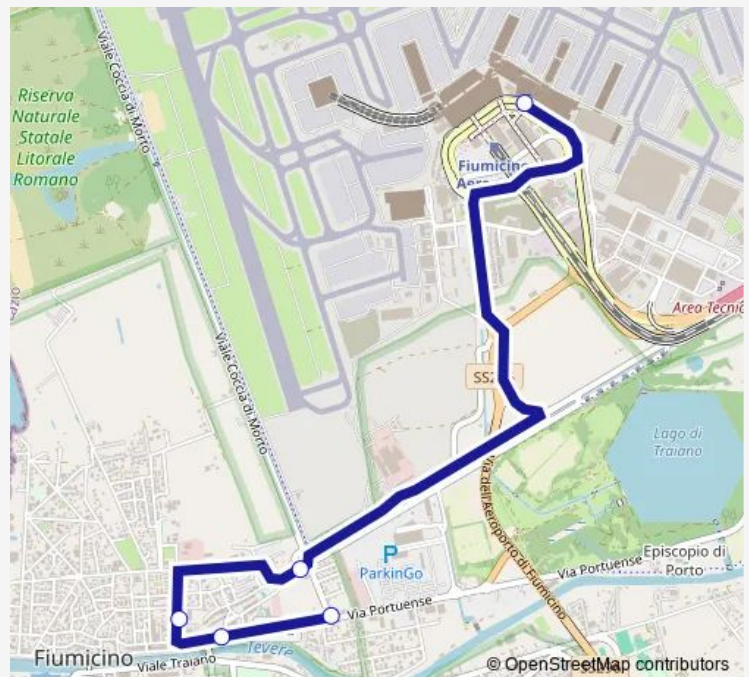 Viale Coccia di Morto
Riserva
Naturale
Statale
Litorale
Romano
Fiumicino
Area Tecnic
Viale Coccia di Morto
Lago di
Traiano
Via dell'Aeroporto di Fiumicino
P
ParkinGo
Episcopio di
Porto
Via Portuense
Via Portuense
Tevere
Fiumicino
Viale Traiano
© OpenStreetMap contributors